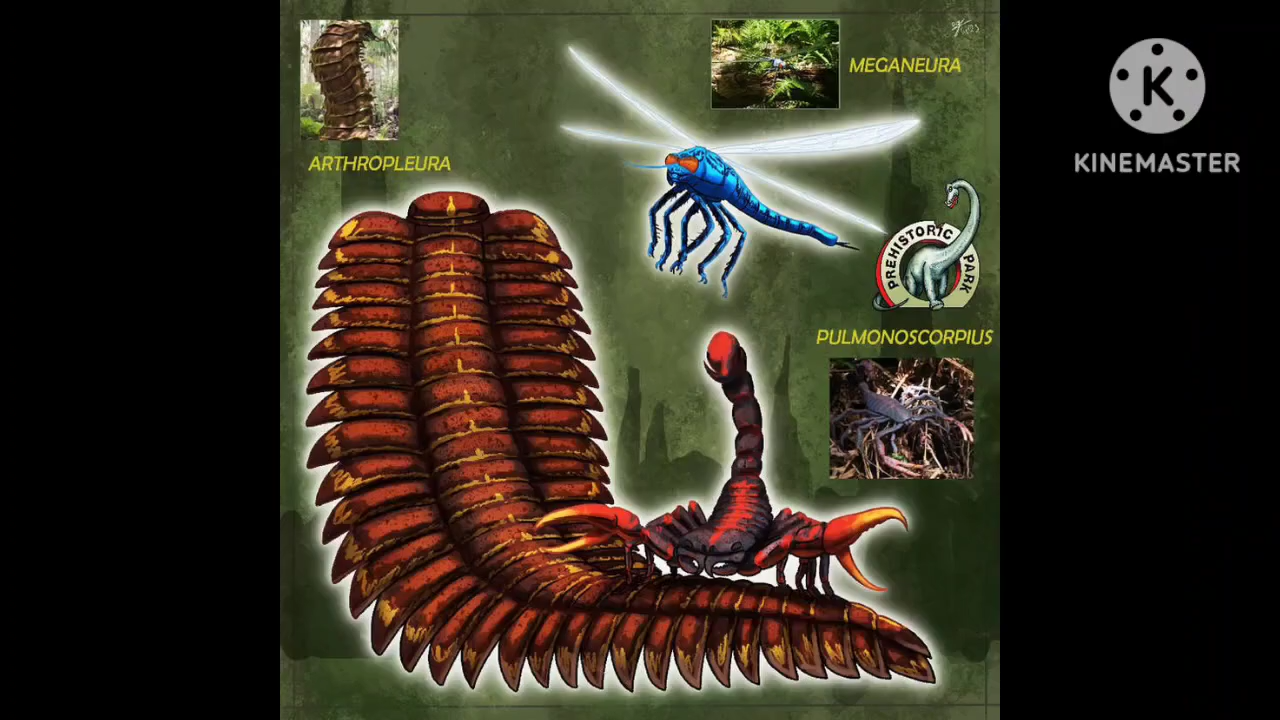 MEGANEURA
KINEMASTER
ARTHROPLEURA
PREHISTORIC PARK
PULMONOSCORPIUS